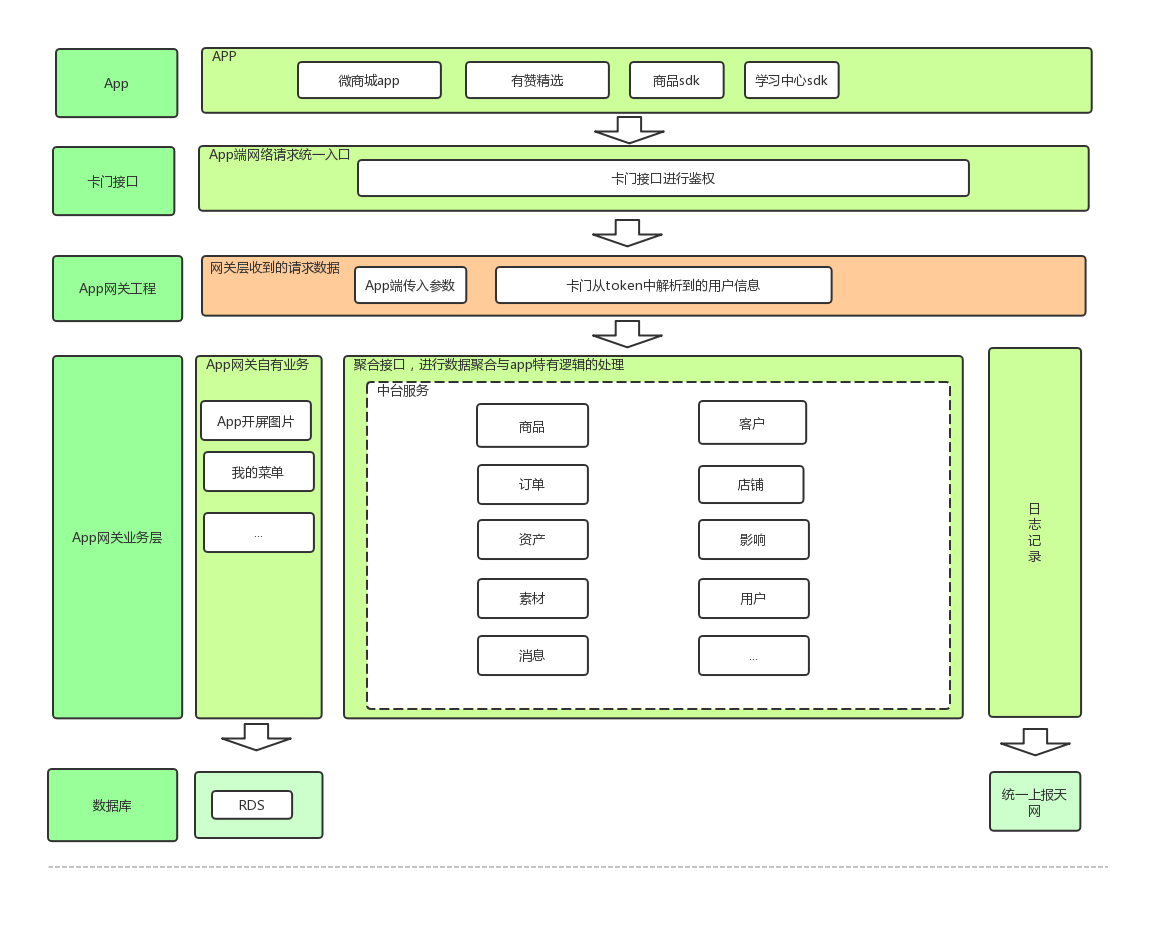 App
APP
微商城app
有赞精选
商品sdk
学习中心sdk
卡门接口
App端网络请求统一入口
卡门接口进行鉴权
App网关工程
网关层收到的请求数据
App端传入参数
卡门从token中解析到的用户信息
App网关业务层
App网关自有业务
App开屏图片
我的菜单
...
聚合接口，进行数据聚合与app特有逻辑的处理
中台服务
商品
客户
订单
店铺
资产
影响
素材
用户
消息
...
日
志
记
录
数据库
RDS
统一上报天
网